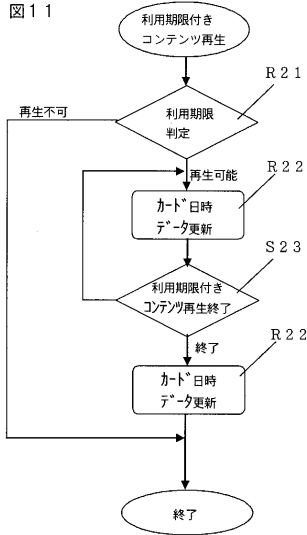 図１１
利用期限付き
コンテンツ再生
Ｒ２１
再生不可
利用期限
判定
再生可能
Ｒ２２
ｶｰﾄﾞ日時
ﾃﾞｰﾀ更新
Ｓ２３
利用期限付き
ｺﾝﾃﾝﾂ再生終了
終了
Ｒ２２
ｶｰﾄﾞ日時
ﾃﾞｰﾀ更新
終了